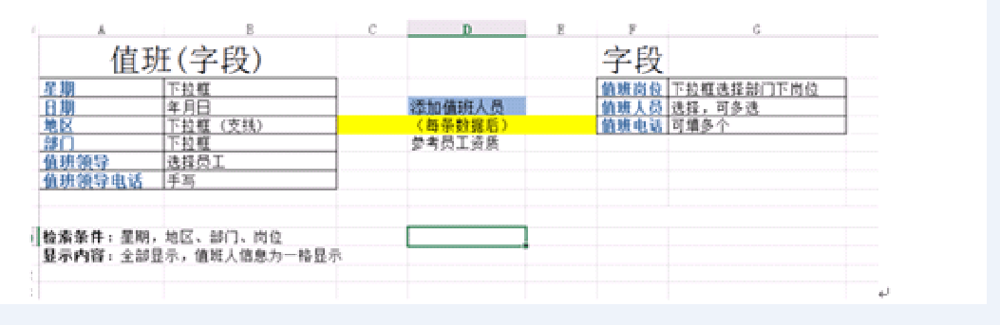 A B C D E F G
值班(字段) 字段
星期 下拉框 值班岗位 下拉框选择部门下岗位
日期 年月日 添加值班人员 值班人员 选择，可多选
地区 下拉框（支线） （每条数据后） 值班电话 可填多个
部门 下拉框 参考员工资质
值班领导 选择员工
值班领导电话 手写
检索条件：星期，地区、部门、岗位
显示内容：全部显示，值班人信息为一格显示